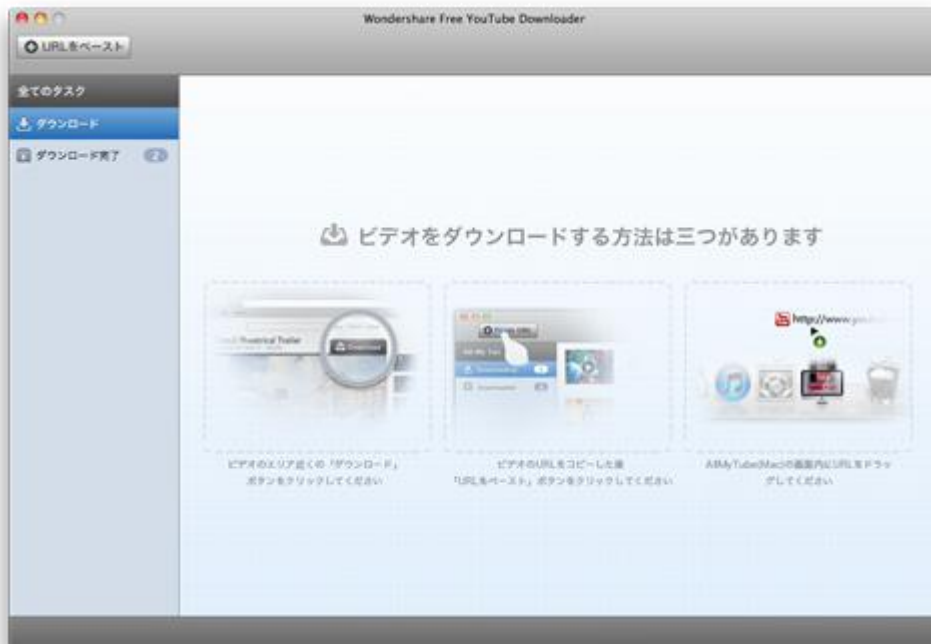 Wondershare Free YouTube Downloader
URLをペースト
全てのタスク
ダウンロード
ダウンロード完了 2
ビデオをダウンロードする方法は三つがあります
Theatrical Trailer
Download
http://www.you
ビデオのエリア近くの「ダウンロード」
ボタンをクリックしてください
ビデオのURLをコピーした後
「URLをペースト」ボタンをクリックしてください
AllMyTube(Mac)の画面内にURLをドラッ
グしてください